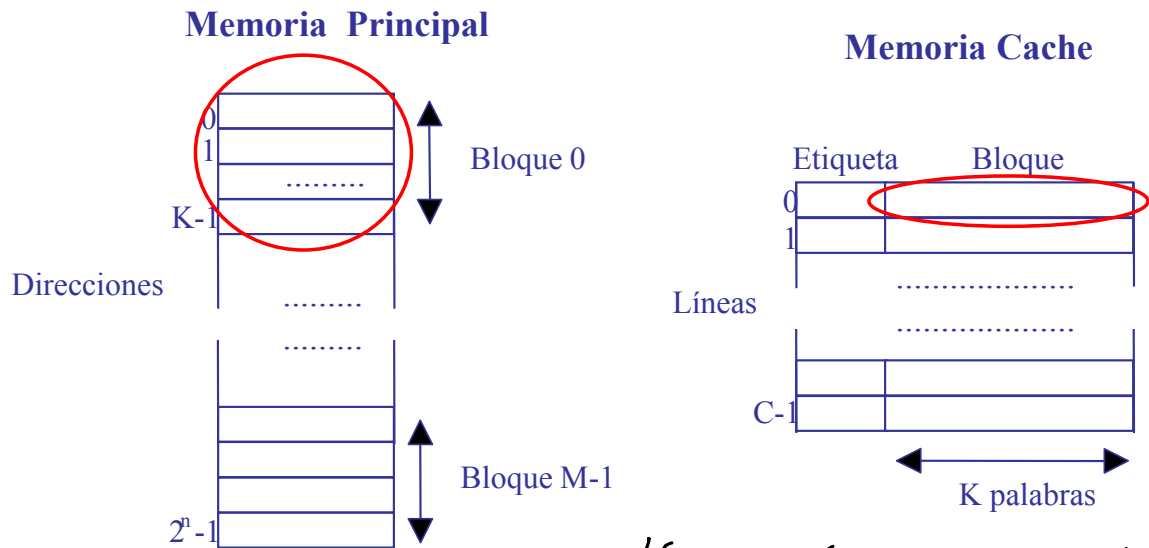 Memoria Principal
0
1
.........
K-1
Bloque 0
Direcciones
.........
.........
Bloque M-1
2ⁿ-1
Memoria Cache
Etiqueta Bloque
0
1
Líneas
....................
....................
C-1
K palabras